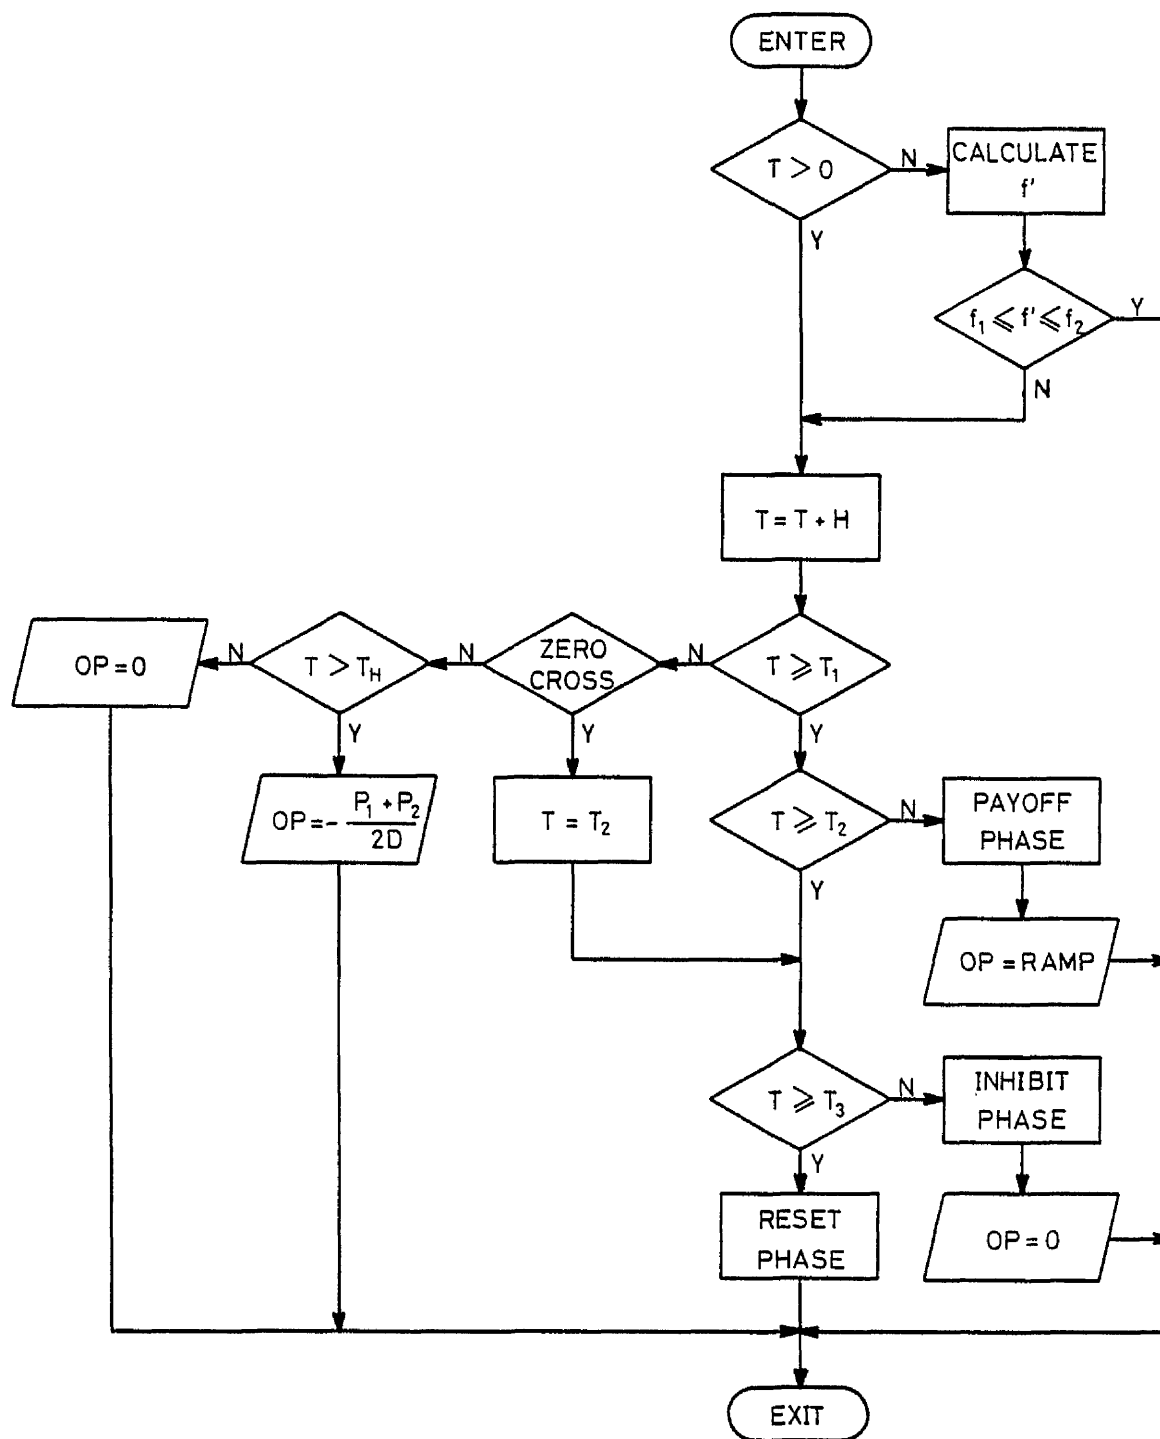 ENTER
T > 0
N
CALCULATE
f'
Y
f₁ ⩽ f' ⩽ f₂
Y
N
T = T + H
OP = 0
N
T > T_H
N
ZERO
CROSS
N
T ⩾ T₁
Y
Y
Y
OP = - P₁ + P₂ / 2D
T = T₂
T ⩾ T₂
N
PAYOFF
PHASE
Y
OP = RAMP
T ⩾ T₃
N
INHIBIT
PHASE
Y
RESET
PHASE
OP = 0
EXIT